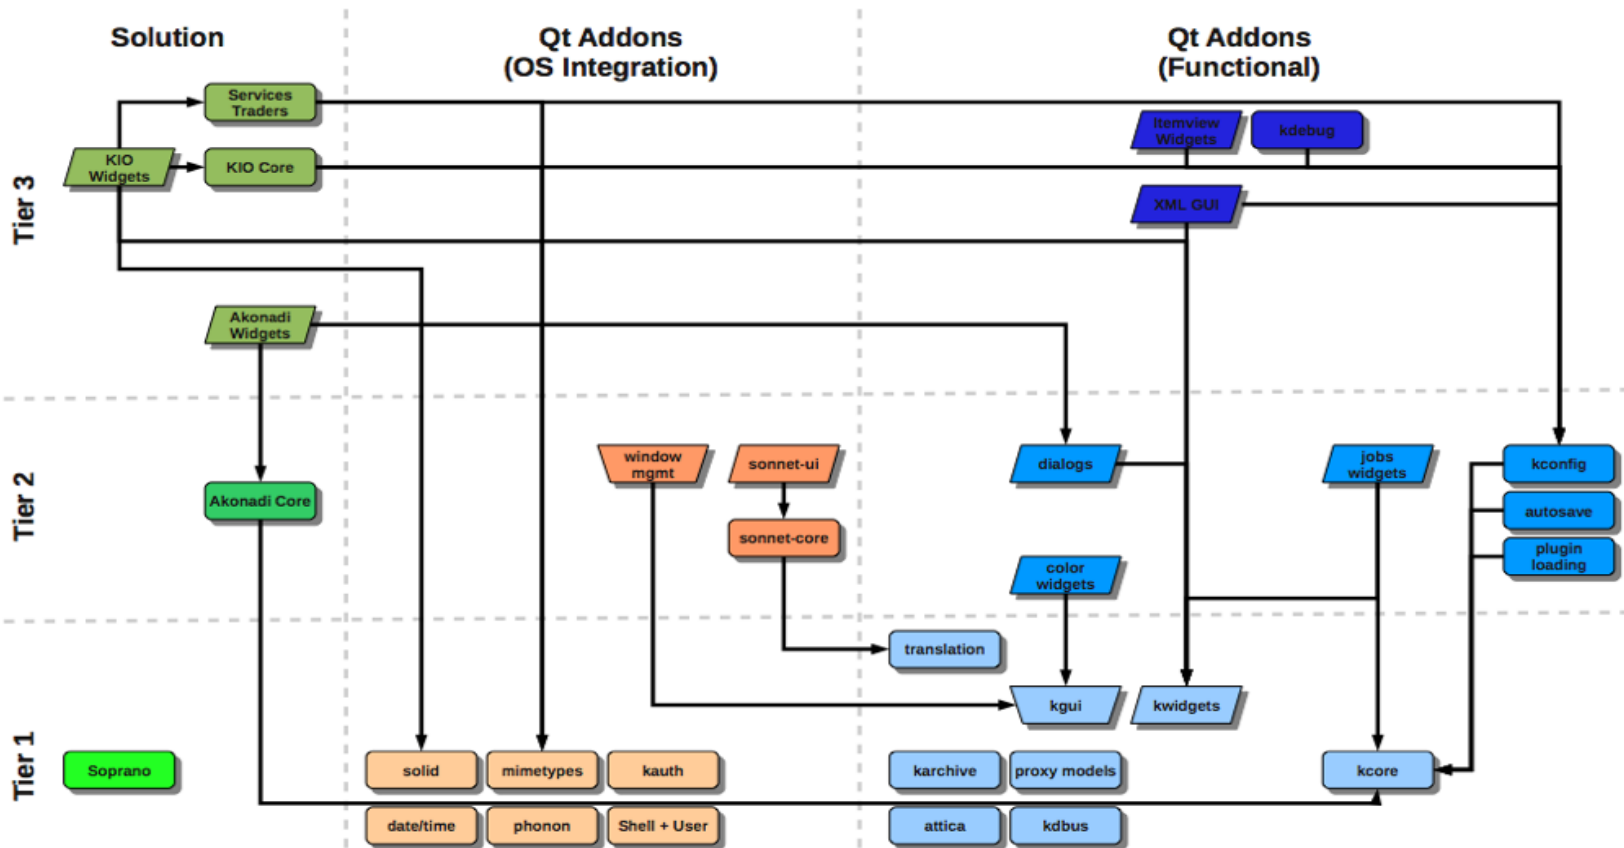 Solution
Qt Addons
(OS Integration)
Qt Addons
(Functional)
Tier 3
Services
Traders
KIO
Widgets
KIO Core
Itemview
Widgets
kdebug
XML GUI
Akonadi
Widgets
Tier 2
Akonadi Core
window
mgmt
sonnet-ui
sonnet-core
dialogs
color
widgets
jobs
widgets
kconfig
autosave
plugin
loading
Tier 1
translation
kgui
kwidgets
Soprano
solid
mimetypes
kauth
karchive
proxy models
kcore
date/time
phonon
Shell + User
attica
kdbus